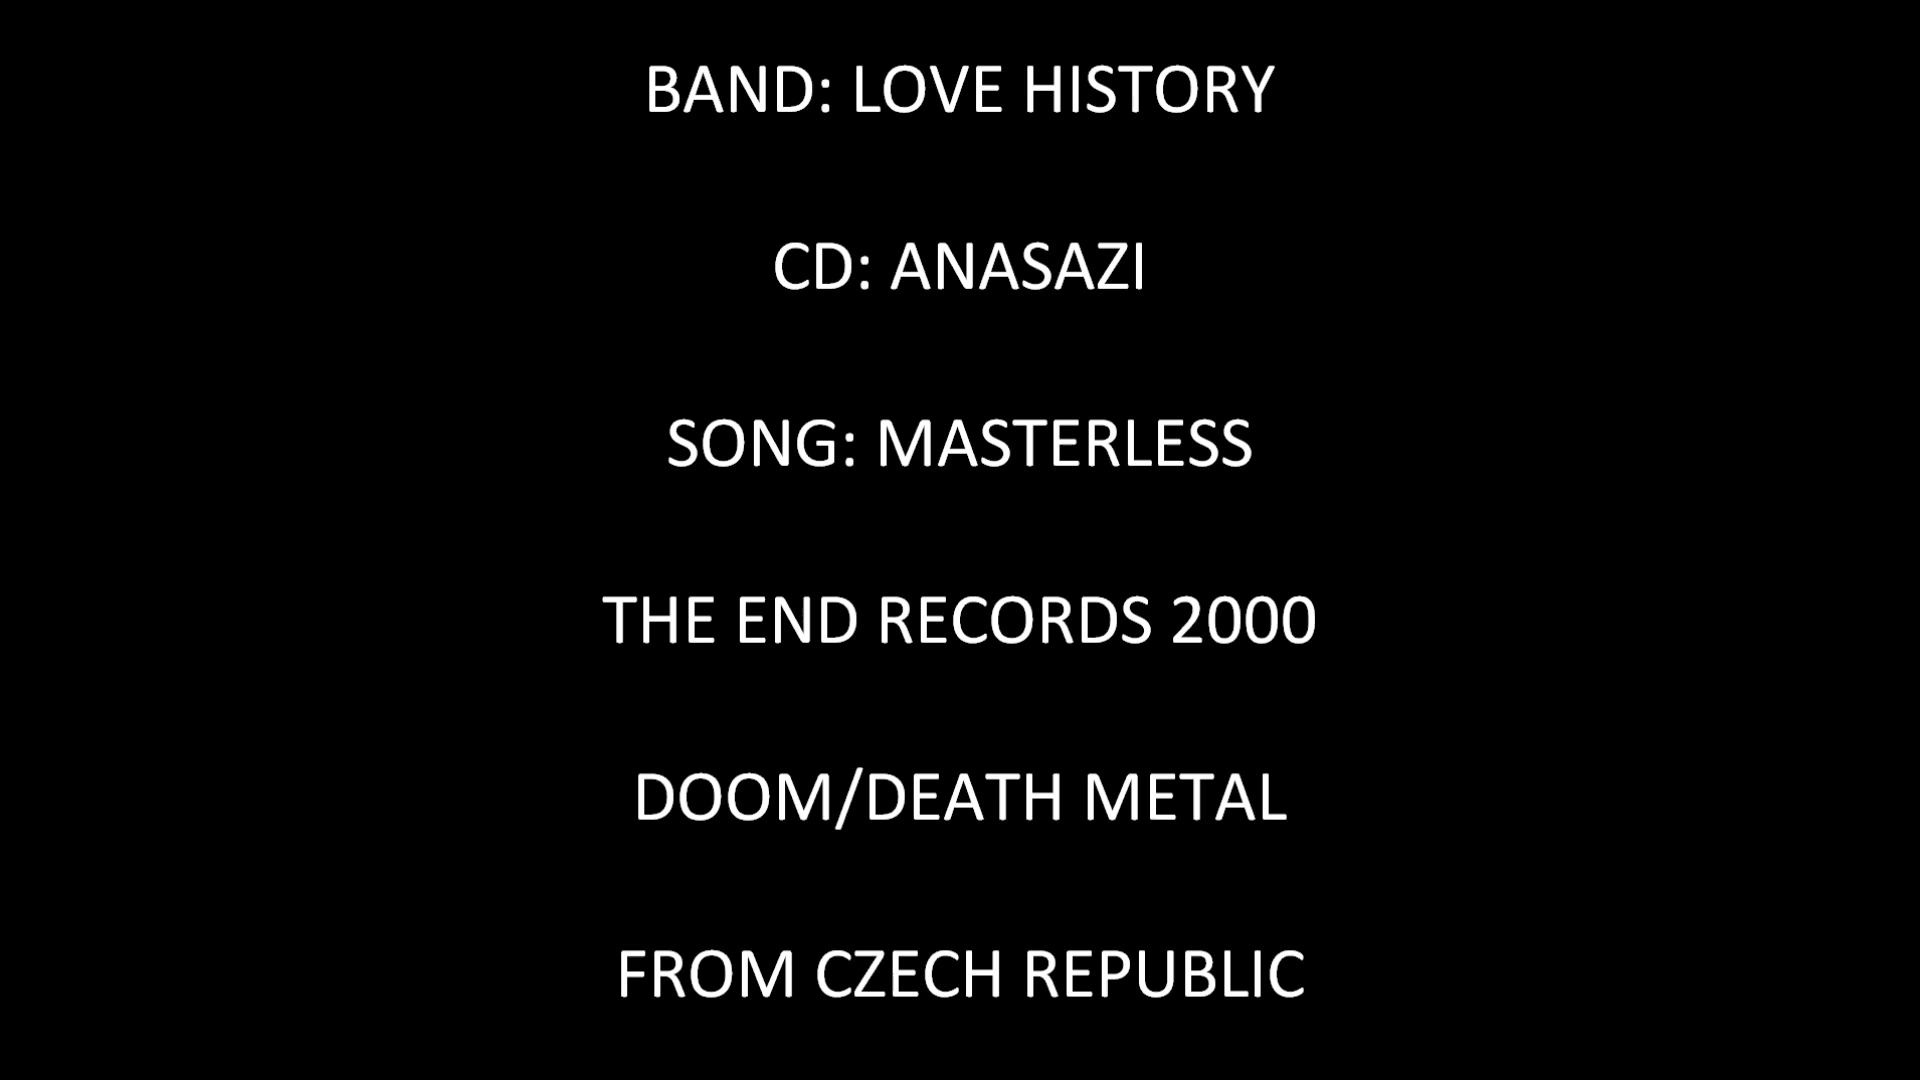 BAND: LOVE HISTORY
CD: ANASAZI
SONG: MASTERLESS
THE END RECORDS 2000
DOOM/DEATH METAL
FROM CZECH REPUBLIC